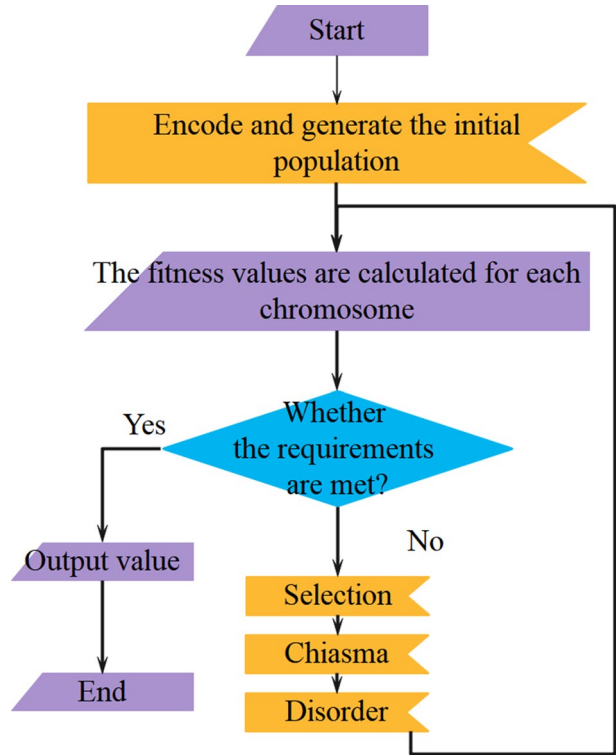 Start
Encode and generate the initial
population
The fitness values are calculated for each
chromosome
Whether
the requirements
are met?
Yes
No
Output value
End
Selection
Chiasma
Disorder